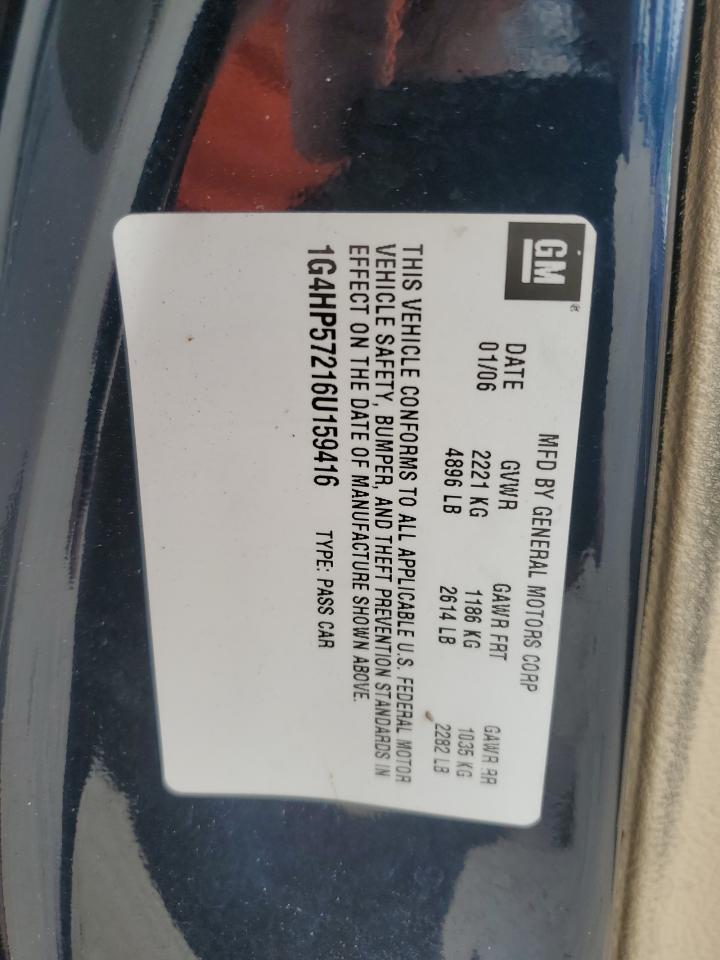 GM®
MFD BY GENERAL MOTORS CORP
DATE GVWR GAWR FRT GAWR RR
01/06 2221 KG 1186 KG 1035 KG
4896 LB 2614 LB 2282 LB
THIS VEHICLE CONFORMS TO ALL APPLICABLE U.S. FEDERAL MOTOR
VEHICLE SAFETY, BUMPER, AND THEFT PREVENTION STANDARDS IN
EFFECT ON THE DATE OF MANUFACTURE SHOWN ABOVE.
1G4HP57216U159416 TYPE: PASS CAR